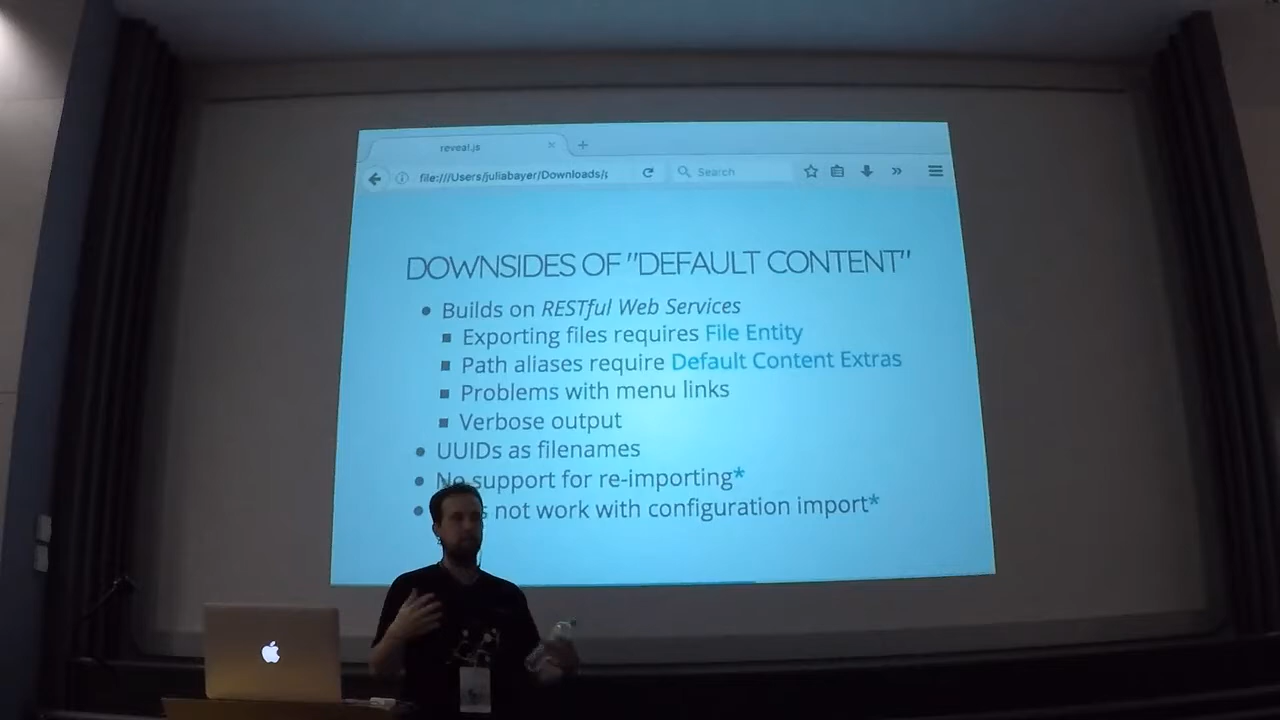 reveal.js
file:///Users/juliabayer/Downloads/
Search
DOWNSIDES OF "DEFAULT CONTENT"
Builds on RESTful Web Services
Exporting files requires File Entity
Path aliases require Default Content Extras
Problems with menu links
Verbose output
UUIDs as filenames
No support for re-importing*
not work with configuration import*